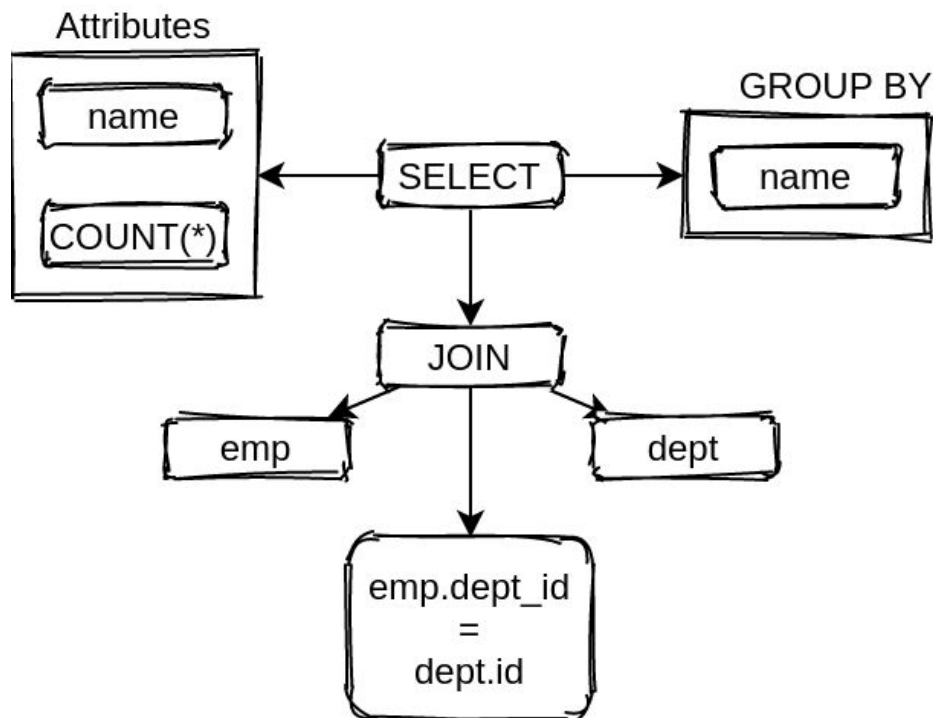 Attributes
name
COUNT(*)
SELECT
GROUP BY
name
JOIN
emp
dept
emp.dept_id
=
dept.id